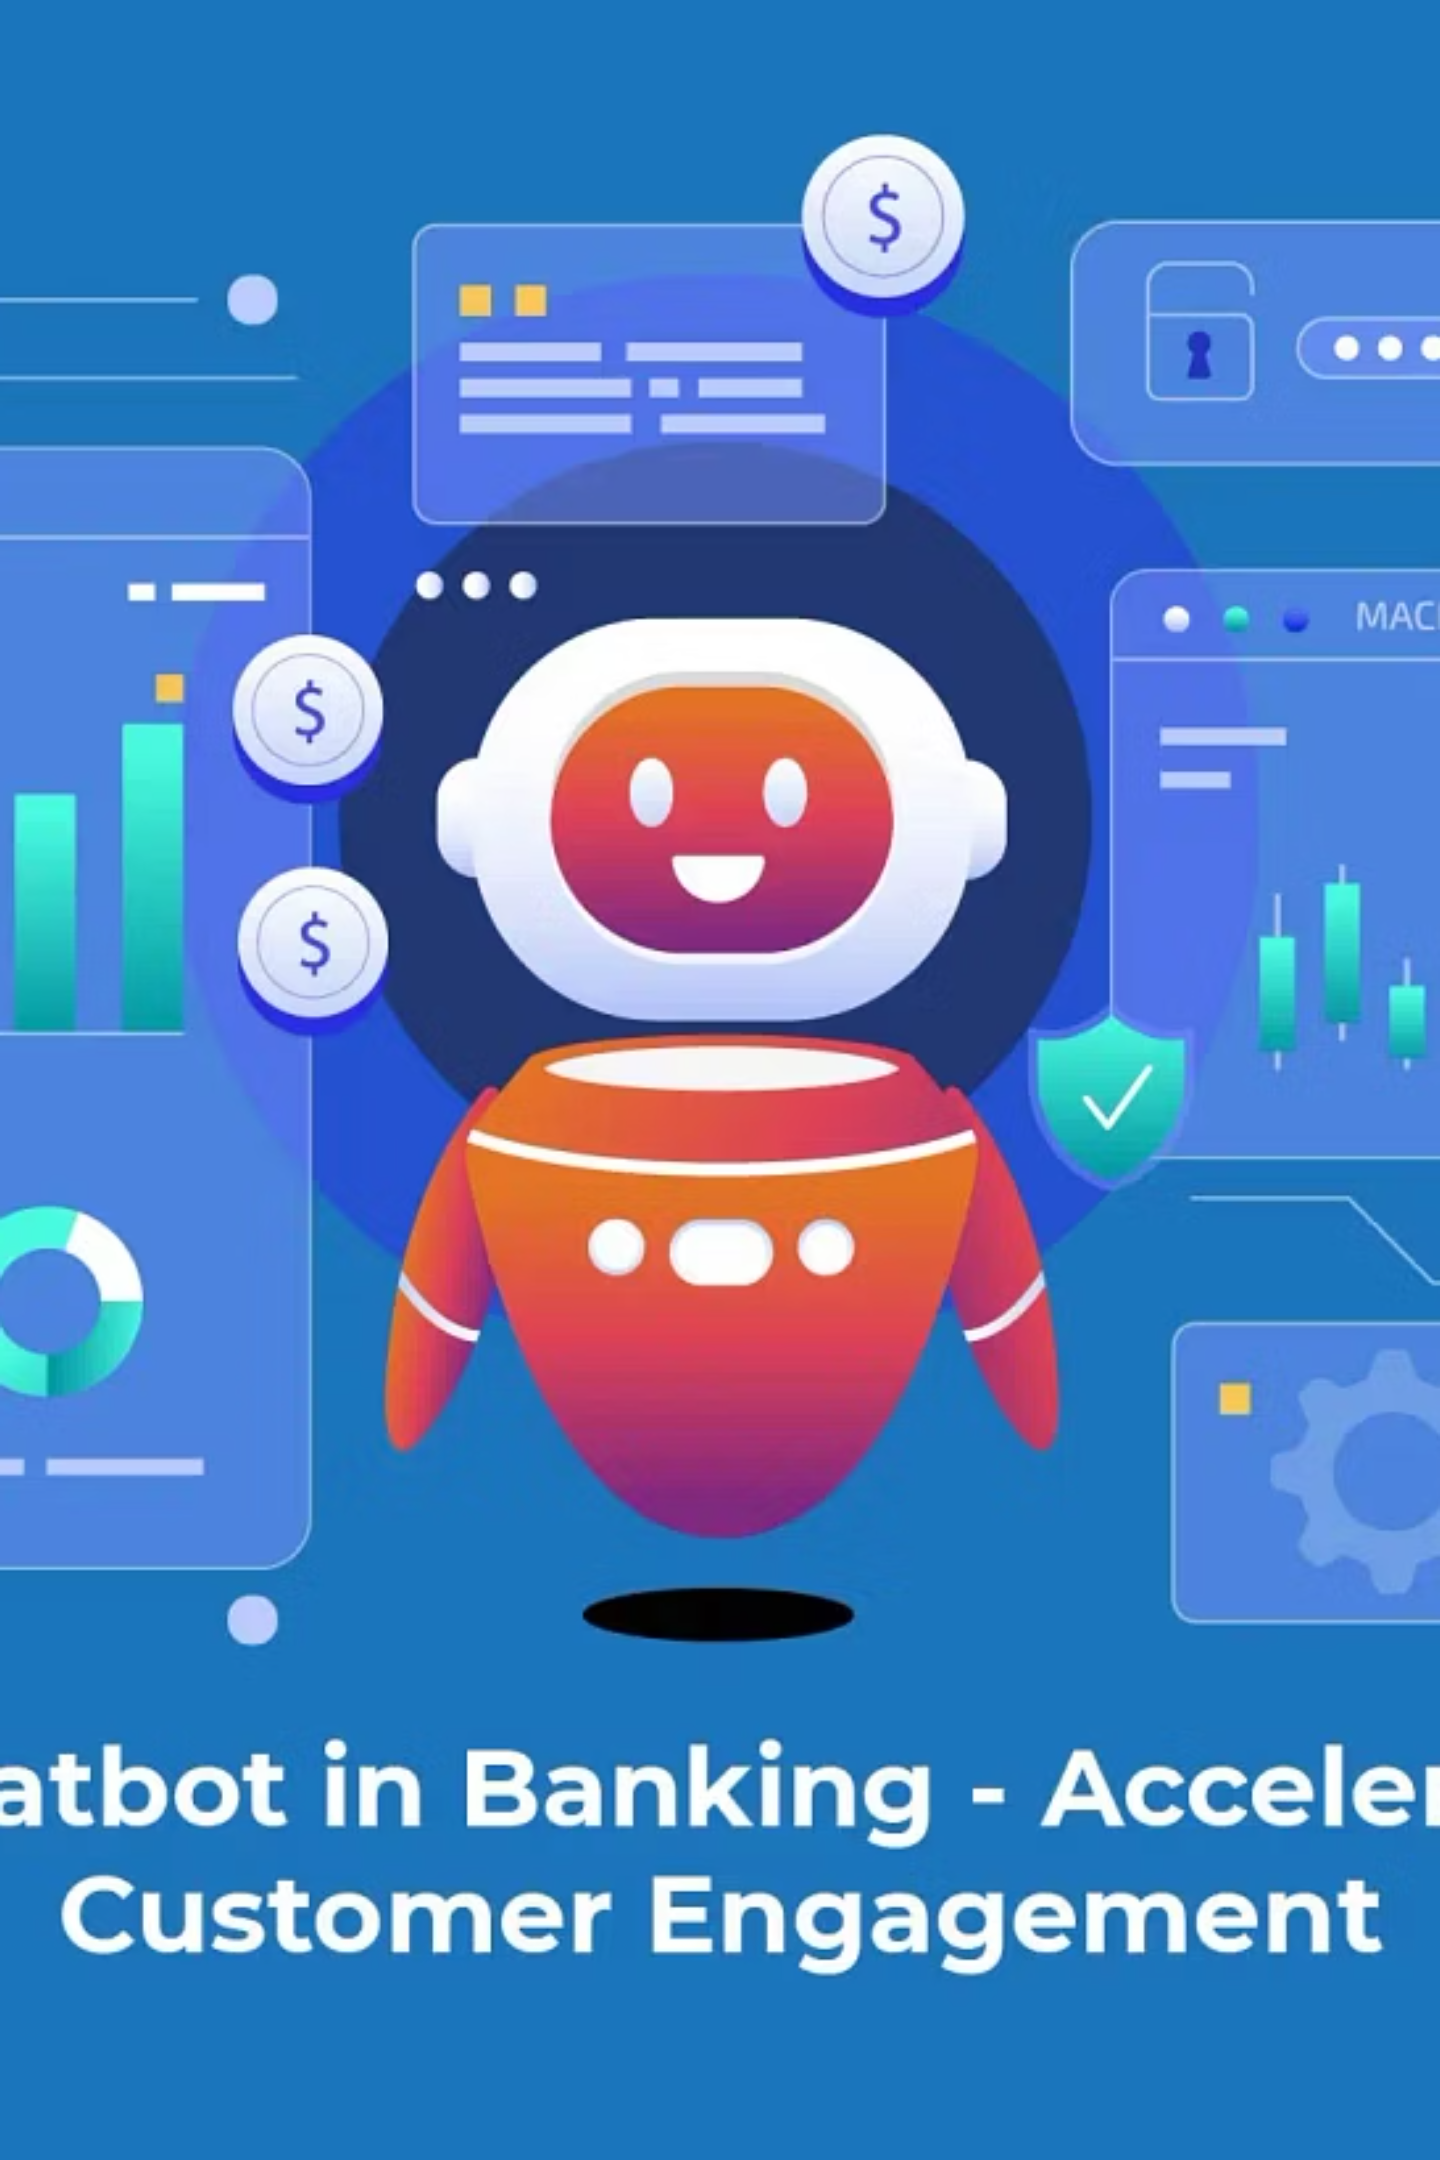 $
MAC
$
$
atbot in Banking - Acceler
Customer Engagement